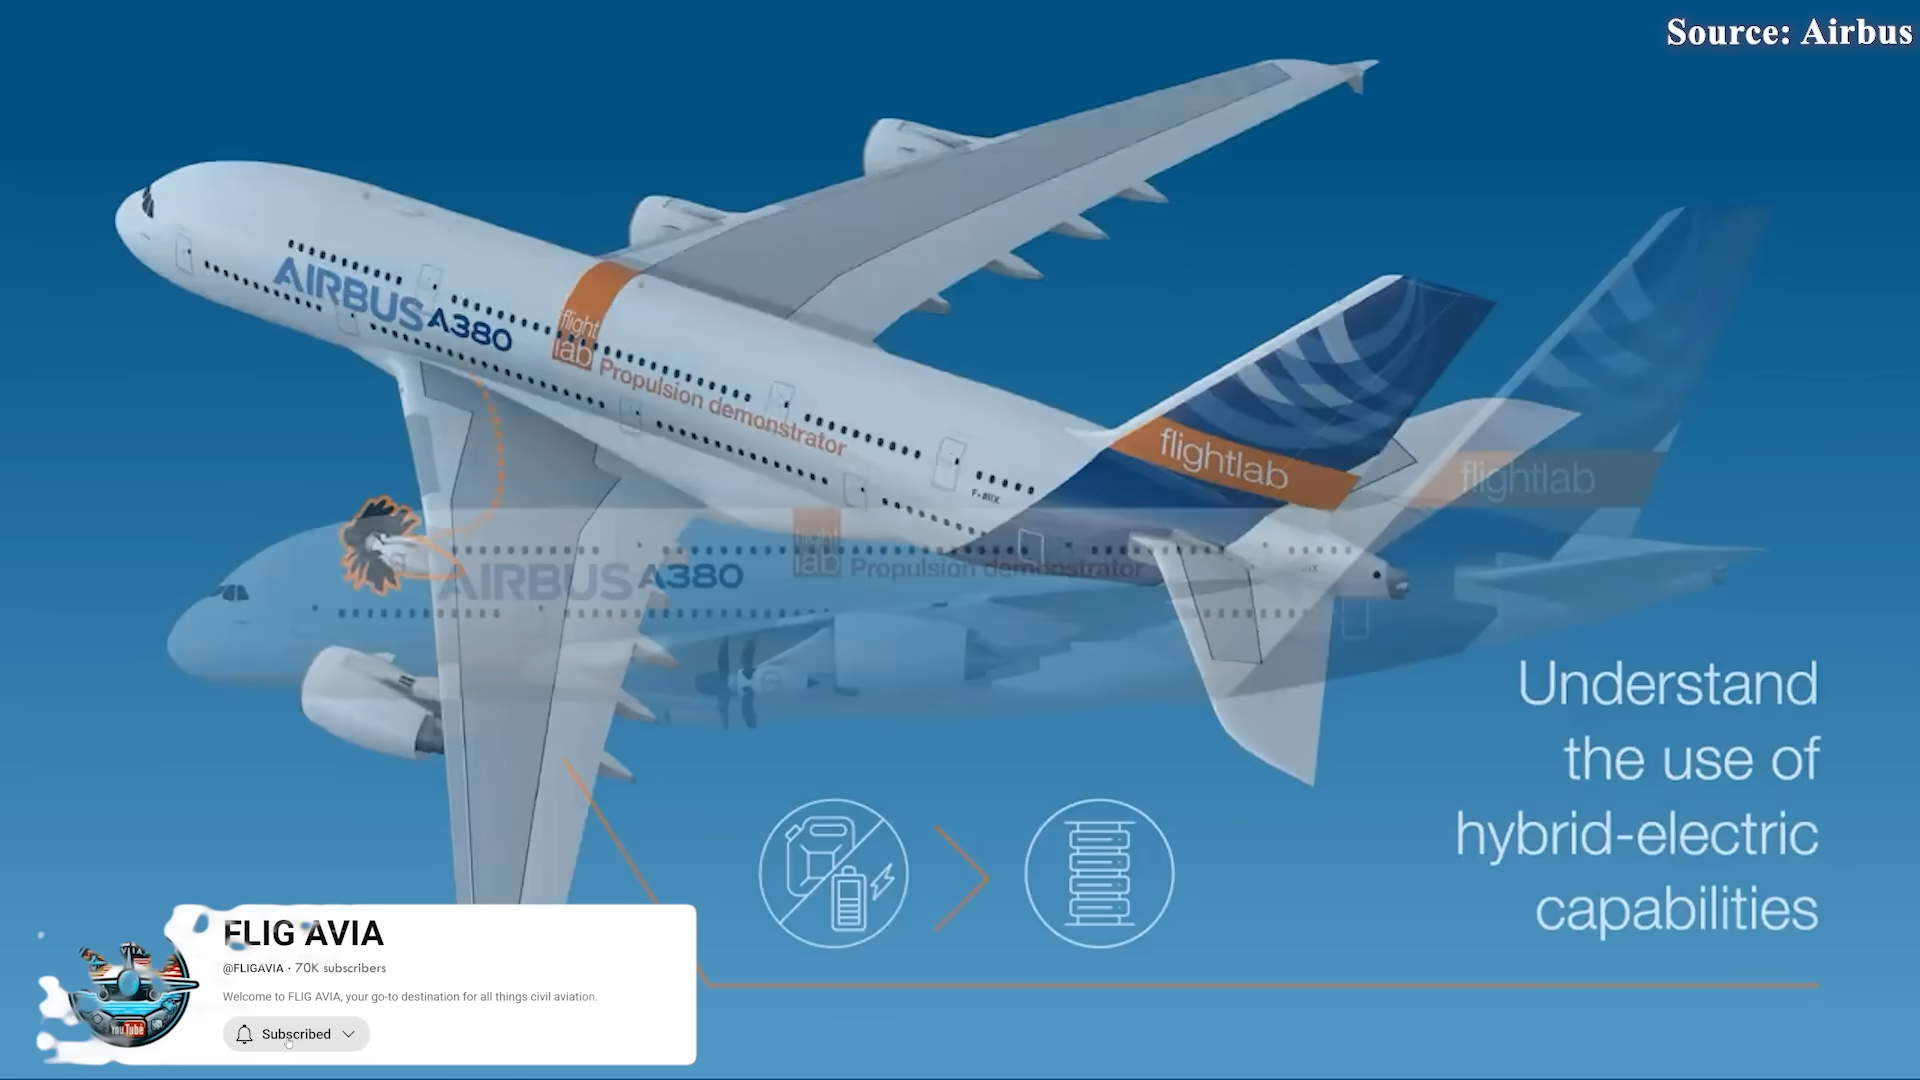 Source: Airbus
AIRBUS A380
flight
lab
Propulsion demonstrator
flightlab
flightlab
flight
lab
AIRBUS A380
Propulsion demonstrator
Understand
the use of
hybrid-electric
capabilities
FLIG AVIA
@FLIGAVIA · 70K subscribers
Welcome to FLIG AVIA, your go-to destination for all things civil aviation.
YouTube
Subscribed